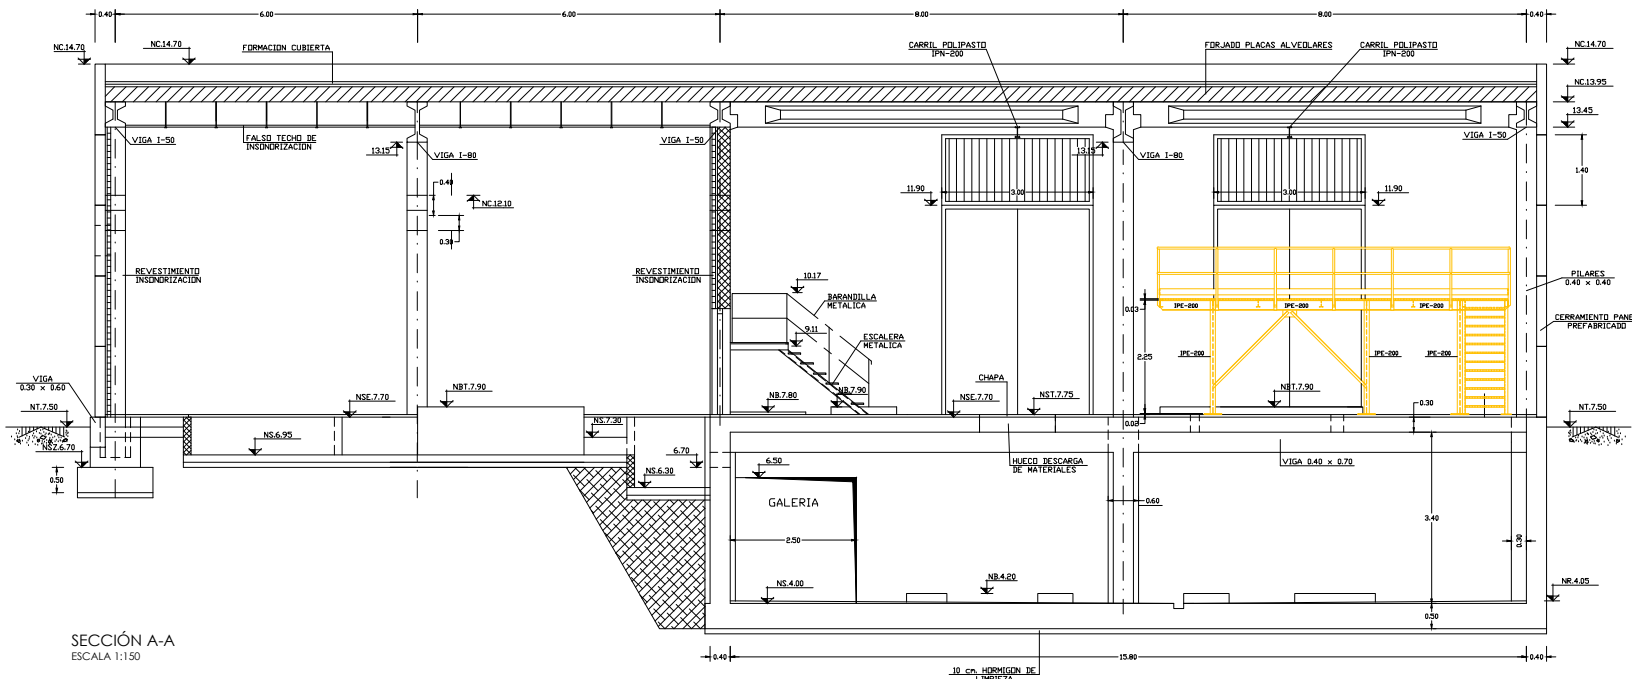 0.40
6.00
6.00
8.00
8.00
0.40
NC.14.70
NC.14.70
FORMACION CUBIERTA
CARRIL POLIPASTO
IPN-200
FORJADO PLACAS ALVEOLARES
CARRIL POLIPASTO
IPN-200
NC.14.70
NC.13.95
13.45
VIGA I-50
FALSO TECHO DE
INSONORIZACION
13.15
VIGA I-80
VIGA I-50
13.15
VIGA I-80
VIGA I-50
1.40
0.40
NC.12.10
0.30
11.90
3.00
3.00
11.90
REVESTIMIENTO
INSONORIZACION
REVESTIMIENTO
INSONORIZACION
10.17
BARANDILLA
METALICA
9.11
ESCALERA
METALICA
PILARES
0.40 x 0.40
0.03
IPE-200
IPE-200
IPE-200
CERRAMIENTO PANE
PREFABRICADO
2.25
IPE-200
IPE-200
IPE-200
VIGA
0.30 x 0.60
NT.7.50
NSE.7.70
NBT.7.90
NB.7.80
NB.7.90
CHAPA
NSE.7.70
NST.7.75
NBT.7.90
0.30
0.02
NT.7.50
NS.7.30
NSZ.6.70
NS.6.95
6.70
NS.6.30
6.50
HUECO DESCARGA
DE MATERIALES
VIGA 0.40 x 0.70
0.50
GALERIA
0.60
2.50
3.40
0.30
NS.4.00
NB.4.20
NR.4.05
0.50
SECCIÓN A-A
ESCALA 1:150
0.40
15.80
0.40
10 cm. HORMIGON DE
LIMPIEZA